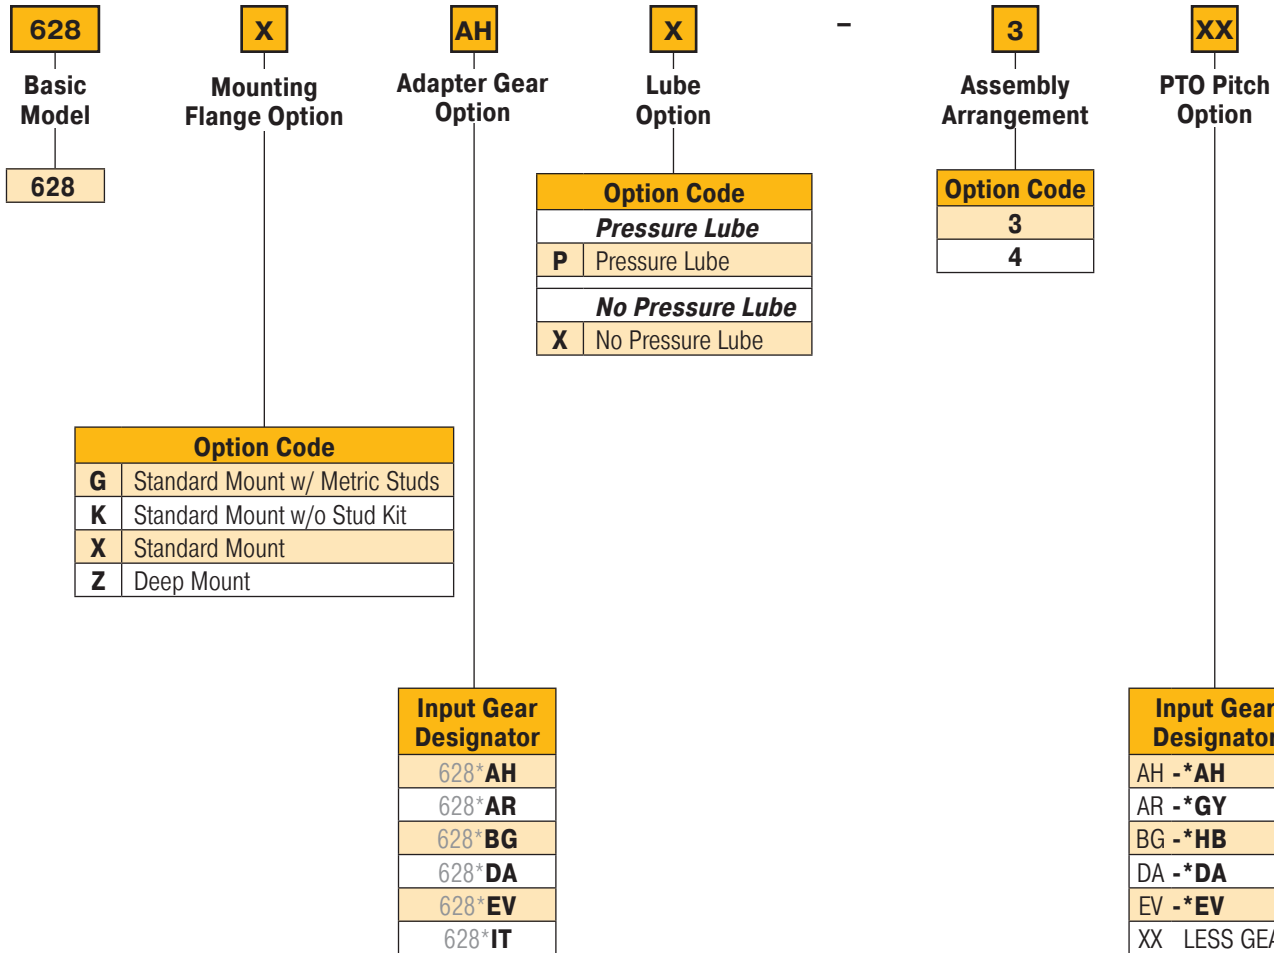 628 X AH X – 3 XX
Basic Model
Mounting Flange Option
Adapter Gear Option
Lube Option
Assembly Arrangement
PTO Pitch Option
628
Option Code
Pressure Lube
P Pressure Lube
No Pressure Lube
X No Pressure Lube
Option Code
3
4
Option Code
G Standard Mount w/ Metric Studs
K Standard Mount w/o Stud Kit
X Standard Mount
Z Deep Mount
Input Gear
Designator
628*AH
628*AR
628*BG
628*DA
628*EV
628*IT
Input Gear
Designator
AH -*AH
AR -*GY
BG -*HB
DA -*DA
EV -*EV
XX LESS